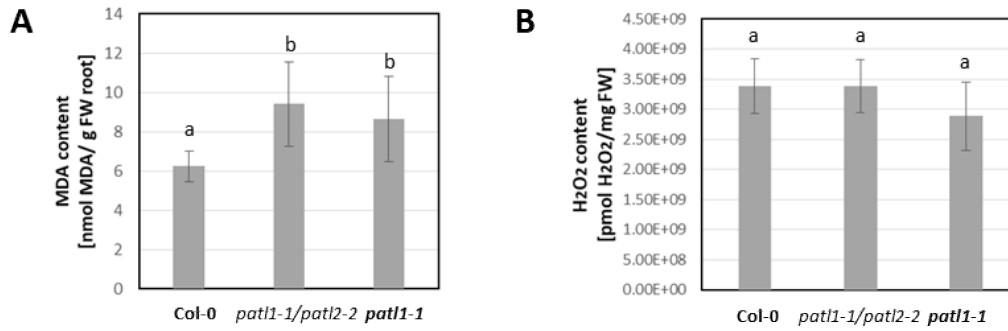 A
MDA content
[nmol MDA/ g FW root]
14
12
10
8
6
4
2
0
a
b
b
Col-0 patl1-1/patl2-2 patl1-1
B
H2O2 content
[pmol H2O2/mg FW]
4.50E+09
4.00E+09
3.50E+09
3.00E+09
2.50E+09
2.00E+09
1.50E+09
1.00E+09
5.00E+08
0.00E+00
a
a
a
Col-0 patl1-1/patl2-2 patl1-1